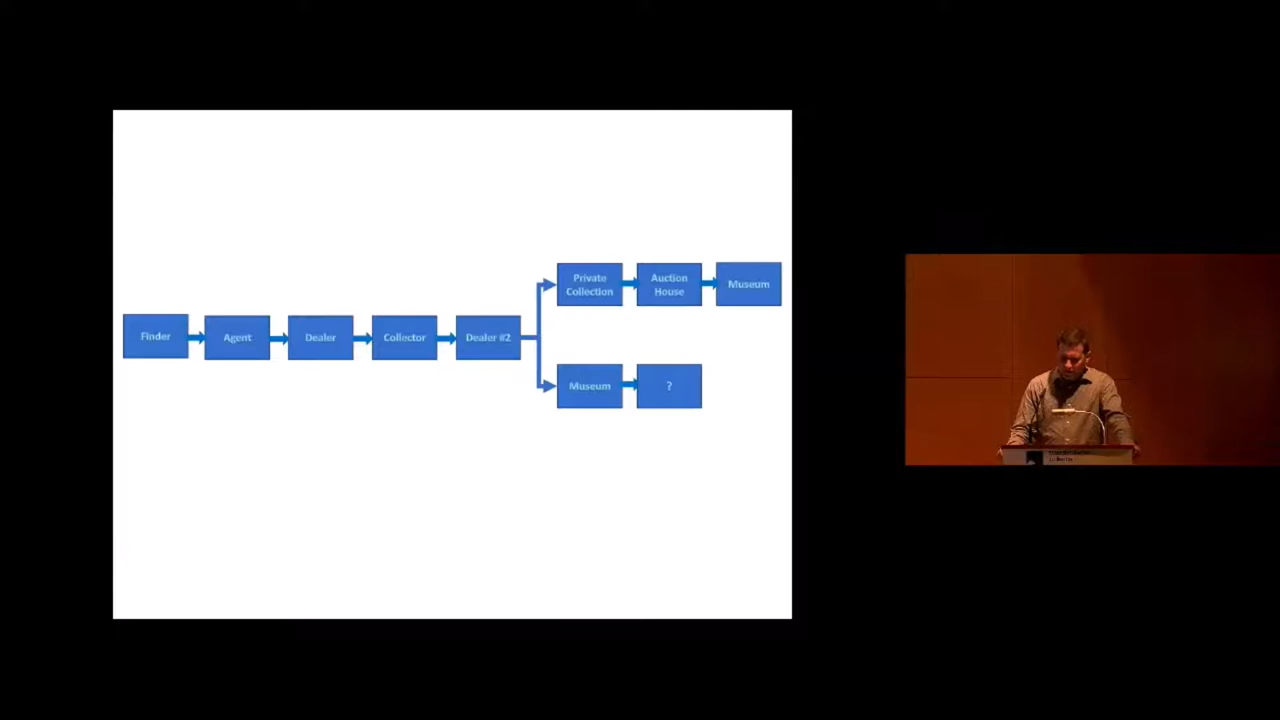 Finder
Agent
Dealer
Collector
Dealer #2
Private
Collection
Auction
House
Museum
Museum
?